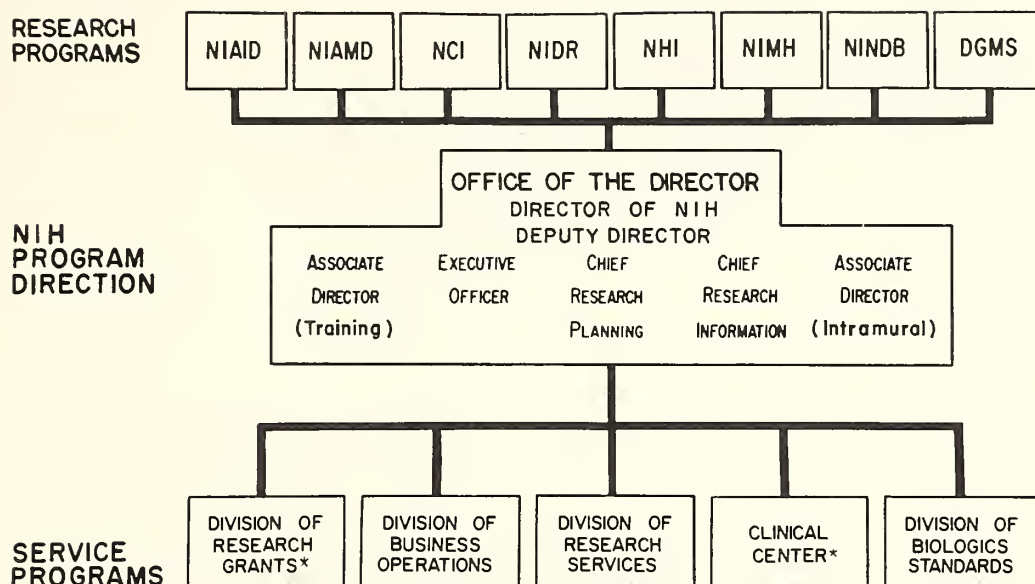 RESEARCH
PROGRAMS
NIAID NIAMD NCI NIDR NHI NIMH NINDB DGMS
NIH
PROGRAM
DIRECTION
OFFICE OF THE DIRECTOR
DIRECTOR OF NIH
DEPUTY DIRECTOR
ASSOCIATE
DIRECTOR
(Training)
EXECUTIVE
OFFICER
CHIEF
RESEARCH
PLANNING
CHIEF
RESEARCH
INFORMATION
ASSOCIATE
DIRECTOR
(Intramural)
SERVICE
PROGRAMS
DIVISION OF
RESEARCH
GRANTS*
DIVISION OF
BUSINESS
OPERATIONS
DIVISION OF
RESEARCH
SERVICES
CLINICAL
CENTER*
DIVISION OF
BIOLOGICS
STANDARDS